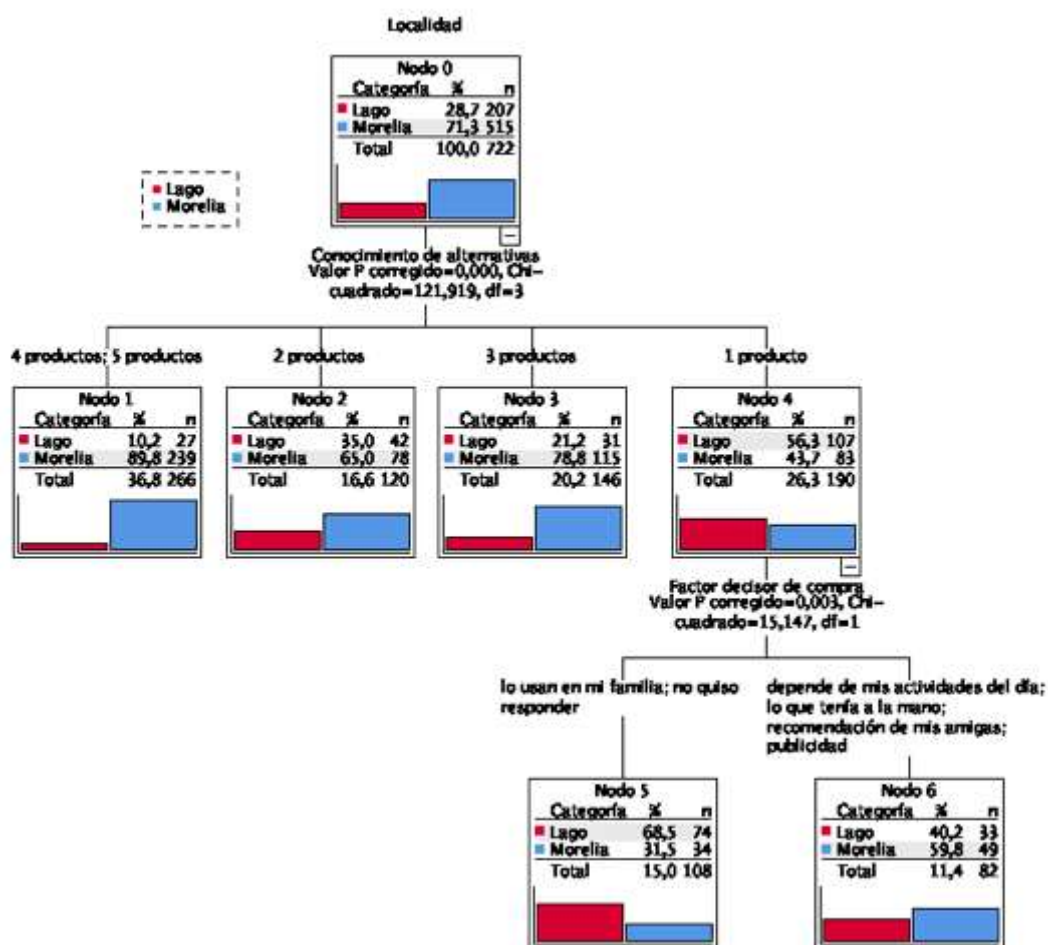 Localidad
Nodo 0
Categoría % n
Lago 28,7 207
Morelia 71,3 515
Total 100,0 722
Lago
Morelia
Conocimiento de alternativas
Valor P corregido=0,000, Chi-
cuadrado=121,919, df=3
4 productos; 5 productos
2 productos
3 productos
1 producto
Nodo 1
Categoría % n
Lago 10,2 27
Morelia 89,8 239
Total 36,8 266
Nodo 2
Categoría % n
Lago 35,0 42
Morelia 65,0 78
Total 16,6 120
Nodo 3
Categoría % n
Lago 21,2 31
Morelia 78,8 115
Total 20,2 146
Nodo 4
Categoría % n
Lago 56,3 107
Morelia 43,7 83
Total 26,3 190
Factor decisor de compra
Valor P corregido=0,003, Chi-
cuadrado=15,147, df=1
lo usan en mi familia; no quiso
responder
depende de mis actividades del día;
lo que tenía a la mano;
recomendación de mis amigas;
publicidad
Nodo 5
Categoría % n
Lago 68,5 74
Morelia 31,5 34
Total 15,0 108
Nodo 6
Categoría % n
Lago 40,2 33
Morelia 59,8 49
Total 11,4 82